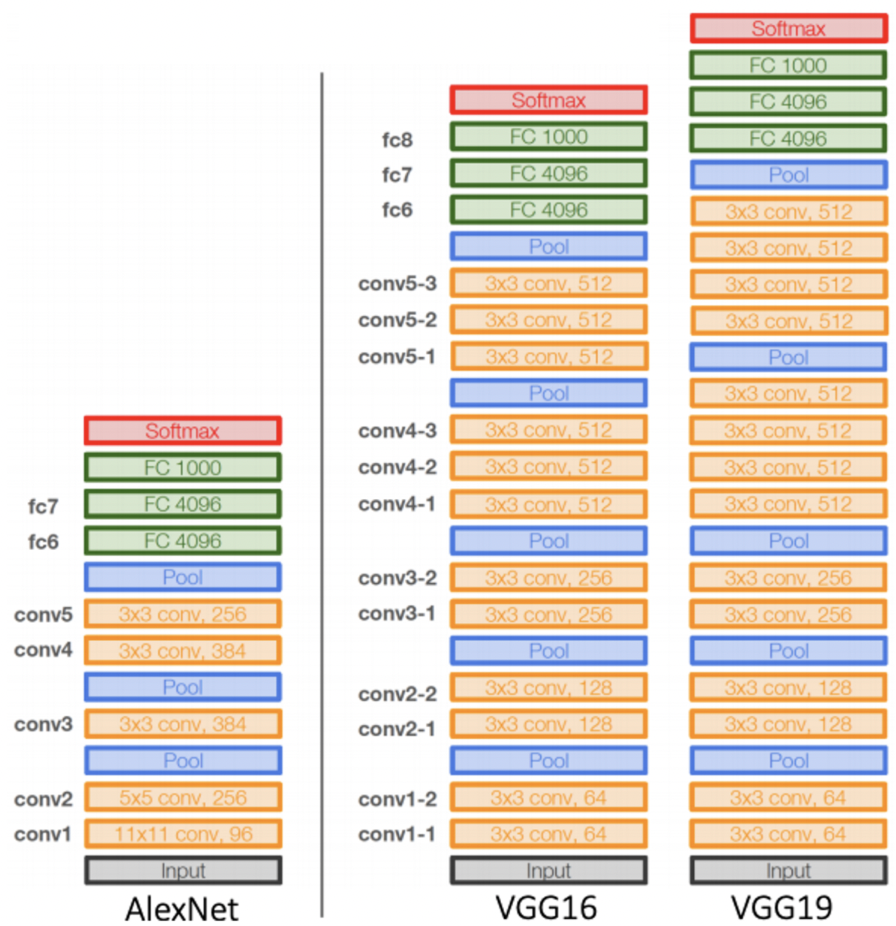 Softmax
FC 1000
fc7 FC 4096
fc6 FC 4096
Pool
conv5 3x3 conv, 256
conv4 3x3 conv, 384
Pool
conv3 3x3 conv, 384
Pool
conv2 5x5 conv, 256
conv1 11x11 conv, 96
Input
AlexNet
Softmax
fc8 FC 1000
fc7 FC 4096
fc6 FC 4096
Pool
conv5-3 3x3 conv, 512
conv5-2 3x3 conv, 512
conv5-1 3x3 conv, 512
Pool
conv4-3 3x3 conv, 512
conv4-2 3x3 conv, 512
conv4-1 3x3 conv, 512
Pool
conv3-2 3x3 conv, 256
conv3-1 3x3 conv, 256
Pool
conv2-2 3x3 conv, 128
conv2-1 3x3 conv, 128
Pool
conv1-2 3x3 conv, 64
conv1-1 3x3 conv, 64
Input
VGG16
Softmax
FC 1000
FC 4096
FC 4096
Pool
3x3 conv, 512
3x3 conv, 512
3x3 conv, 512
3x3 conv, 512
Pool
3x3 conv, 512
3x3 conv, 512
3x3 conv, 512
3x3 conv, 512
Pool
3x3 conv, 256
3x3 conv, 256
Pool
3x3 conv, 128
3x3 conv, 128
Pool
3x3 conv, 64
3x3 conv, 64
Input
VGG19